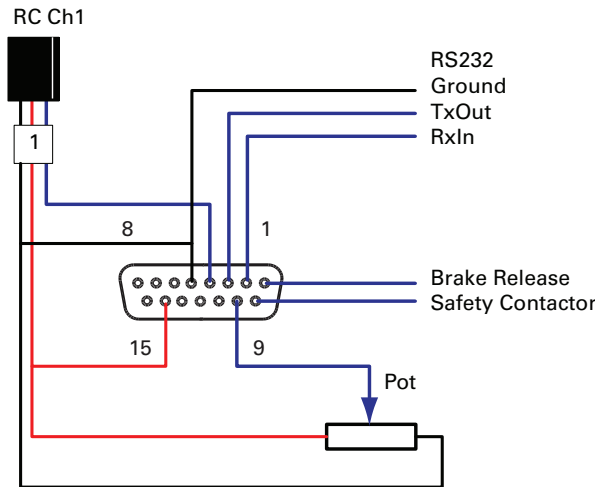 RC Ch1
RS232
Ground
TxOut
RxIn
1
8
1
Brake Release
Safety Contactor
15
9
Pot